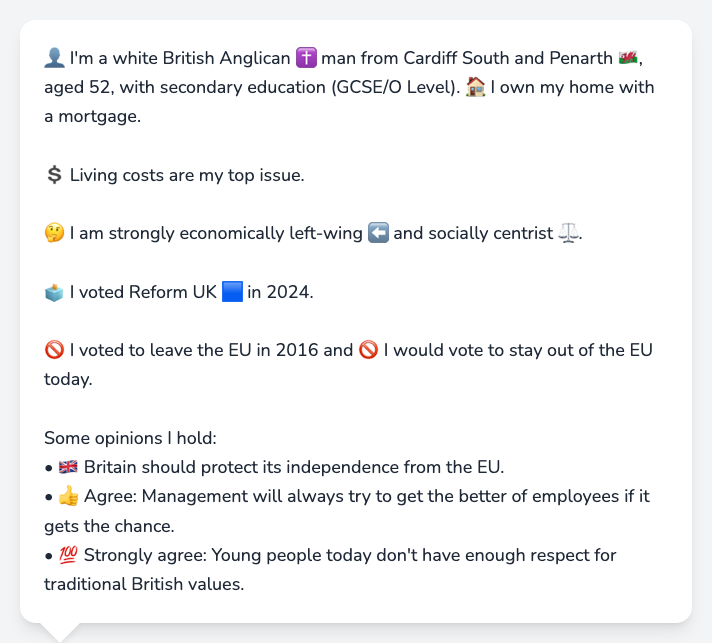 👤 I'm a white British Anglican ✝️ man from Cardiff South and Penarth 🏴󠁧󠁢󠁷󠁬󠁳󠁿,
aged 52, with secondary education (GCSE/O Level). 🏠 I own my home with
a mortgage.
💲 Living costs are my top issue.
🤔 I am strongly economically left-wing ⬅️ and socially centrist ⚖️.
🗳️ I voted Reform UK 🟦 in 2024.
🚫 I voted to leave the EU in 2016 and 🚫 I would vote to stay out of the EU
today.
Some opinions I hold:
• 🇬🇧 Britain should protect its independence from the EU.
• 👍 Agree: Management will always try to get the better of employees if it
gets the chance.
• 💯 Strongly agree: Young people today don't have enough respect for
traditional British values.